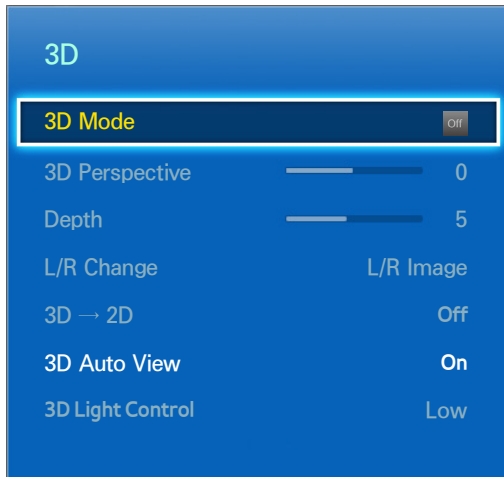 3D
3D Mode Off
3D Perspective 0
Depth 5
L/R Change L/R Image
3D → 2D Off
3D Auto View On
3D Light Control Low